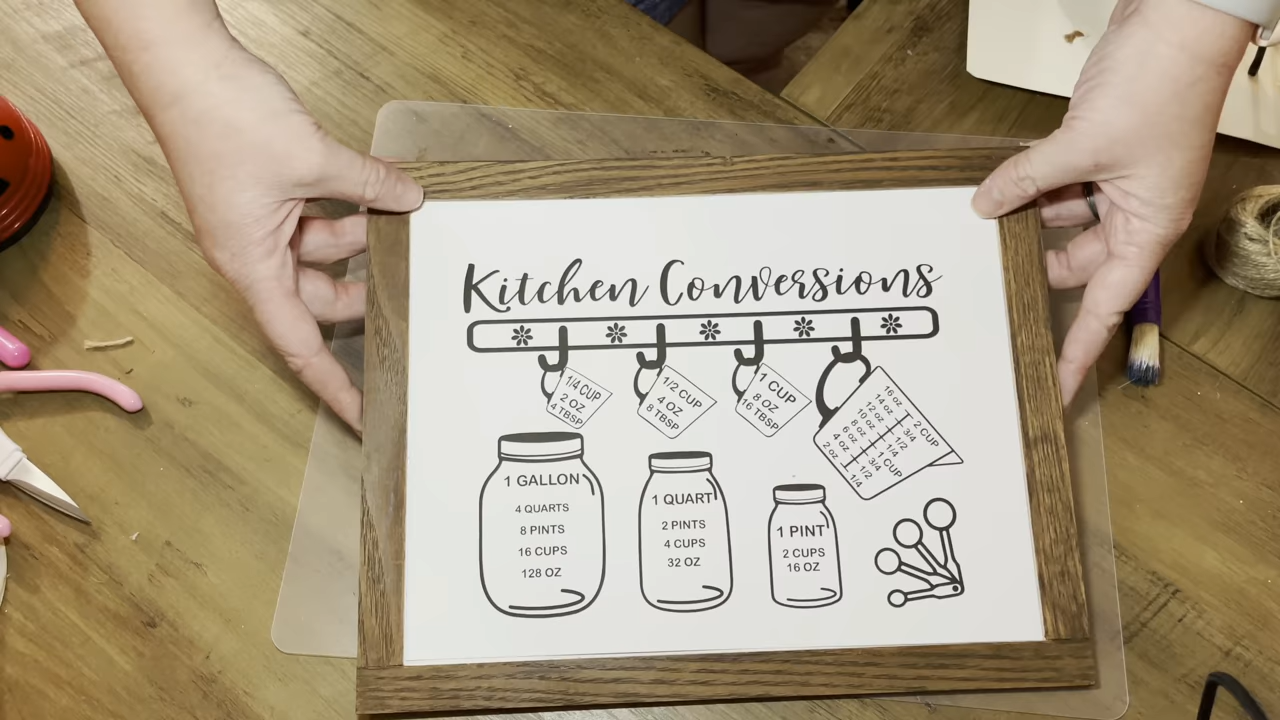 Kitchen Conversions
1/4 CUP
2 OZ
4 TBSP
1/2 CUP
4 OZ
8 TBSP
1 CUP
8 OZ
16 TBSP
16 OZ
14 OZ
12 OZ
10 OZ
8 OZ
6 OZ
4 OZ
2 OZ
2 CUP
3/4
1/2
1/4
1 CUP
3/4
1/2
1/4
1 GALLON
4 QUARTS
8 PINTS
16 CUPS
128 OZ
1 QUART
2 PINTS
4 CUPS
32 OZ
1 PINT
2 CUPS
16 OZ